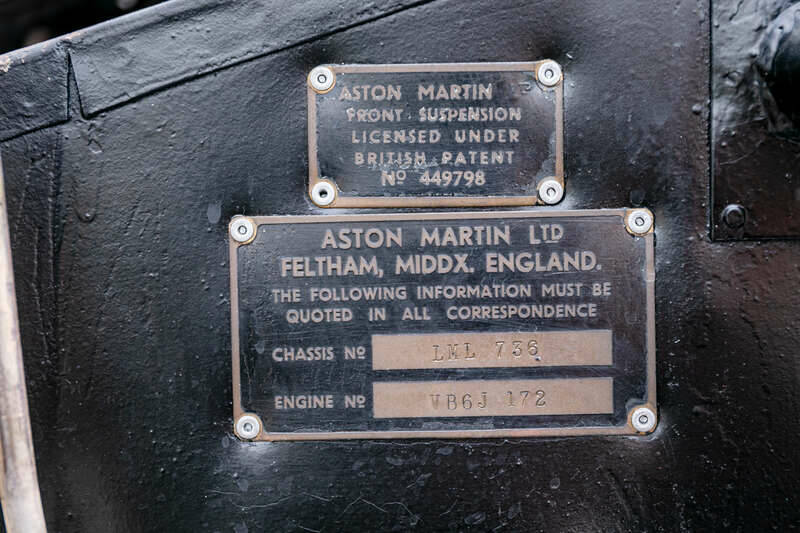 ASTON MARTIN
FRONT SUSPENSION
LICENSED UNDER
BRITISH PATENT
Nº 449798
ASTON MARTIN LTD
FELTHAM, MIDDX. ENGLAND.
THE FOLLOWING INFORMATION MUST BE
QUOTED IN ALL CORRESPONDENCE
CHASSIS Nº LML 736
ENGINE Nº VB6J 172